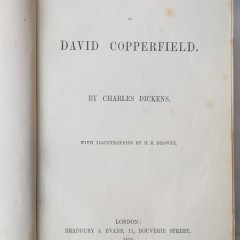 DAVID COPPERFIELD.
BY CHARLES DICKENS.
WITH ILLUSTRATIONS BY H. K. BROWNE.
LONDON:
BRADBURY & EVANS, 11, BOUVERIE STREET.